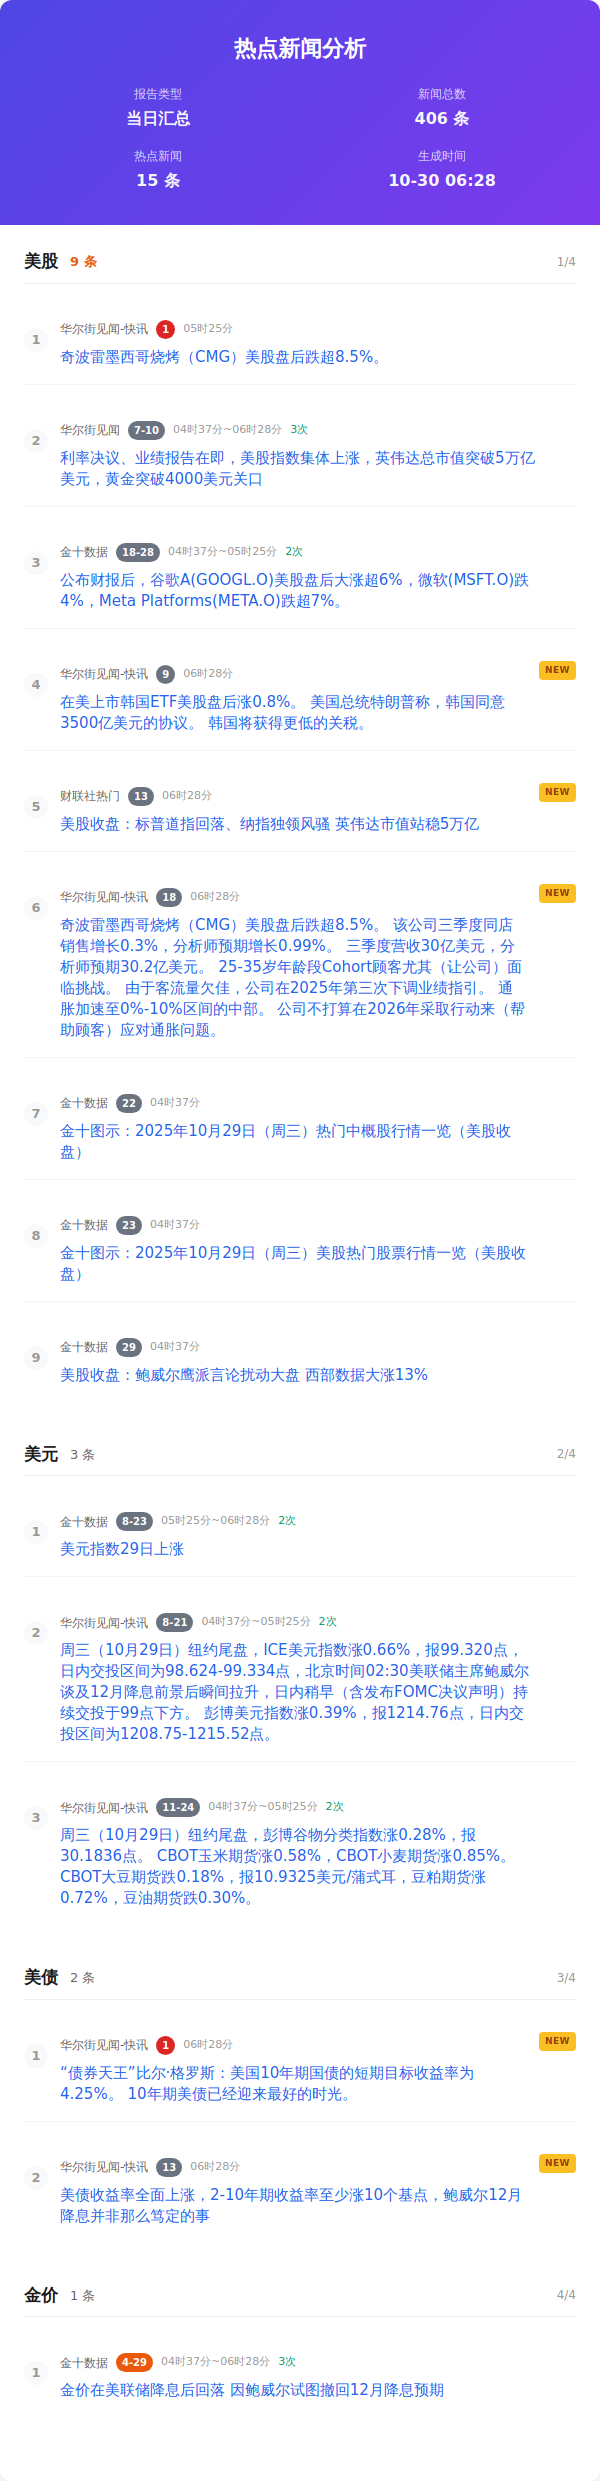 热点新闻分析
报告类型
当日汇总
新闻总数
406 条
热点新闻
15 条
生成时间
10-30 06:28
美股 9 条 1/4
1 华尔街见闻-快讯 1 05时25分
奇波雷墨西哥烧烤（CMG）美股盘后跌超8.5%。
2 华尔街见闻 7-10 04时37分~06时28分 3次
利率决议、业绩报告在即，美股指数集体上涨，英伟达总市值突破5万亿
美元，黄金突破4000美元关口
3 金十数据 18-28 04时37分~05时25分 2次
公布财报后，谷歌A(GOOGL.O)美股盘后大涨超6%，微软(MSFT.O)跌
4%，Meta Platforms(META.O)跌超7%。
4 华尔街见闻-快讯 9 06时28分 NEW
在美上市韩国ETF美股盘后涨0.8%。 美国总统特朗普称，韩国同意
3500亿美元的协议。 韩国将获得更低的关税。
5 财联社热门 13 06时28分 NEW
美股收盘：标普道指回落、纳指独领风骚 英伟达市值站稳5万亿
6 华尔街见闻-快讯 18 06时28分 NEW
奇波雷墨西哥烧烤（CMG）美股盘后跌超8.5%。 该公司三季度同店
销售增长0.3%，分析师预期增长0.99%。 三季度营收30亿美元，分
析师预期30.2亿美元。 25-35岁年龄段Cohort顾客尤其（让公司）面
临挑战。 由于客流量欠佳，公司在2025年第三次下调业绩指引。 通
胀加速至0%-10%区间的中部。 公司不打算在2026年采取行动来（帮
助顾客）应对通胀问题。
7 金十数据 22 04时37分
金十图示：2025年10月29日（周三）热门中概股行情一览（美股收
盘）
8 金十数据 23 04时37分
金十图示：2025年10月29日（周三）美股热门股票行情一览（美股收
盘）
9 金十数据 29 04时37分
美股收盘：鲍威尔鹰派言论扰动大盘 西部数据大涨13%
美元 3 条 2/4
1 金十数据 8-23 05时25分~06时28分 2次
美元指数29日上涨
2 华尔街见闻-快讯 8-21 04时37分~05时25分 2次
周三（10月29日）纽约尾盘，ICE美元指数涨0.66%，报99.320点，
日内交投区间为98.624-99.334点，北京时间02:30美联储主席鲍威尔
谈及12月降息前景后瞬间拉升，日内稍早（含发布FOMC决议声明）持
续交投于99点下方。 彭博美元指数涨0.39%，报1214.76点，日内交
投区间为1208.75-1215.52点。
3 华尔街见闻-快讯 11-24 04时37分~05时25分 2次
周三（10月29日）纽约尾盘，彭博谷物分类指数涨0.28%，报
30.1836点。 CBOT玉米期货涨0.58%，CBOT小麦期货涨0.85%。
CBOT大豆期货跌0.18%，报10.9325美元/蒲式耳，豆粕期货涨
0.72%，豆油期货跌0.30%。
美债 2 条 3/4
1 华尔街见闻-快讯 1 06时28分 NEW
“债券天王”比尔·格罗斯：美国10年期国债的短期目标收益率为
4.25%。 10年期美债已经迎来最好的时光。
2 华尔街见闻-快讯 13 06时28分 NEW
美债收益率全面上涨，2-10年期收益率至少涨10个基点，鲍威尔12月
降息并非那么笃定的事
金价 1 条 4/4
1 金十数据 4-29 04时37分~06时28分 3次
金价在美联储降息后回落 因鲍威尔试图撤回12月降息预期